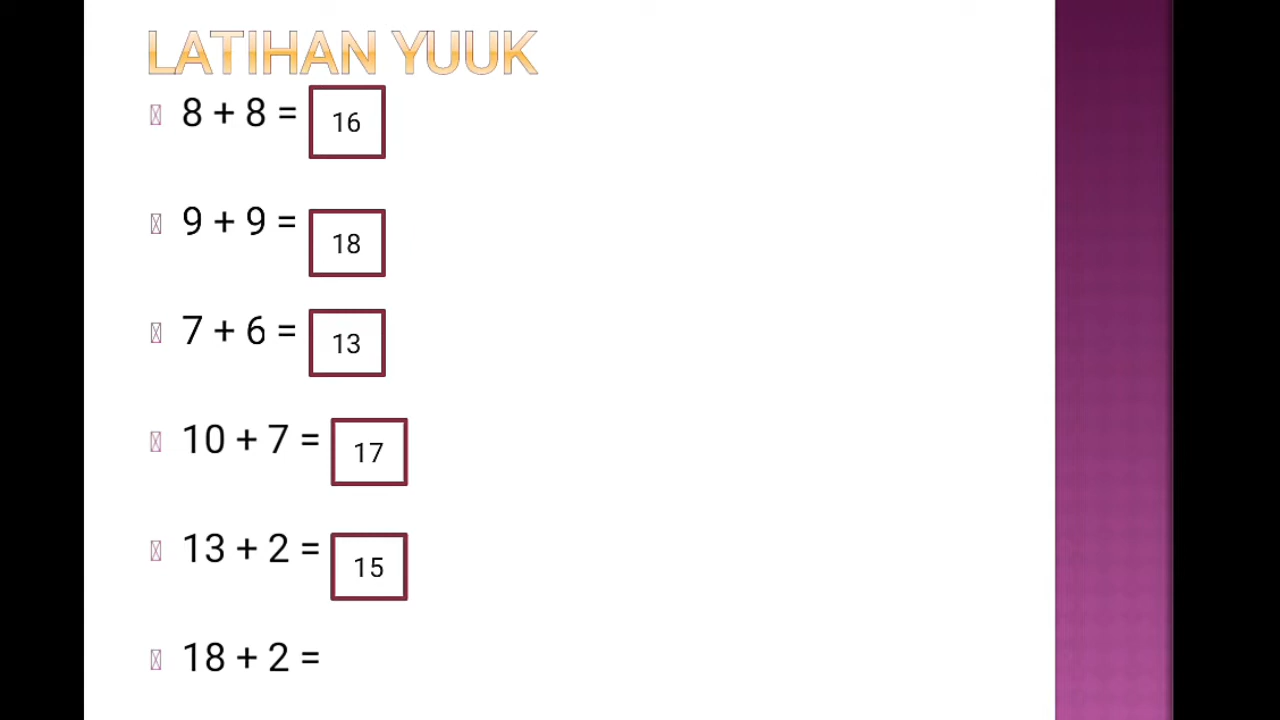 LATIHAN YUUK
8 + 8 = 16
9 + 9 = 18
7 + 6 = 13
10 + 7 = 17
13 + 2 = 15
18 + 2 =